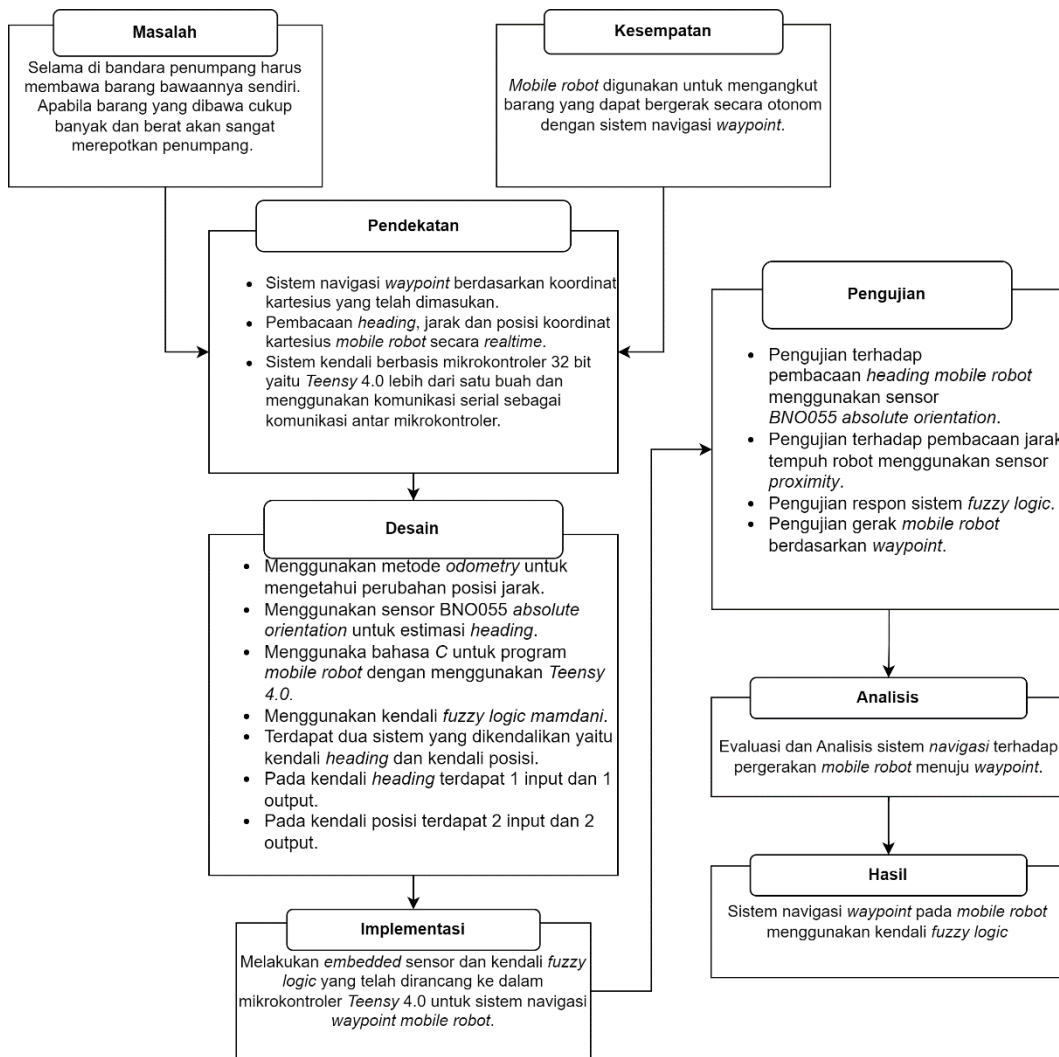 Masalah
Selama di bandara penumpang harus
membawa barang bawaannya sendiri.
Apabila barang yang dibawa cukup
banyak dan berat akan sangat
merepotkan penumpang.
Kesempatan
Mobile robot digunakan untuk mengangkut
barang yang dapat bergerak secara otonom
dengan sistem navigasi waypoint.
Pendekatan
• Sistem navigasi waypoint berdasarkan koordinat
kartesius yang telah dimasukan.
• Pembacaan heading, jarak dan posisi koordinat
kartesius mobile robot secara realtime.
• Sistem kendali berbasis mikrokontroler 32 bit
yaitu Teensy 4.0 lebih dari satu buah dan
menggunakan komunikasi serial sebagai
komunikasi antar mikrokontroler.
Desain
• Menggunakan metode odometry untuk
mengetahui perubahan posisi jarak.
• Menggunakan sensor BNO055 absolute
orientation untuk estimasi heading.
• Menggunaka bahasa C untuk program
mobile robot dengan menggunakan Teensy
4.0.
• Menggunakan kendali fuzzy logic mamdani.
• Terdapat dua sistem yang dikendalikan yaitu
kendali heading dan kendali posisi.
• Pada kendali heading terdapat 1 input dan 1
output.
• Pada kendali posisi terdapat 2 input dan 2
output.
Implementasi
Melakukan embedded sensor dan kendali fuzzy
logic yang telah dirancang ke dalam
mikrokontroler Teensy 4.0 untuk sistem navigasi
waypoint mobile robot.
Pengujian
• Pengujian terhadap
pembacaan heading mobile robot
menggunakan sensor
BNO055 absolute orientation.
• Pengujian terhadap pembacaan jarak
tempuh robot menggunakan sensor
proximity.
• Pengujian respon sistem fuzzy logic.
• Pengujian gerak mobile robot
berdasarkan waypoint.
Analisis
Evaluasi dan Analisis sistem navigasi terhadap
pergerakan mobile robot menuju waypoint.
Hasil
Sistem navigasi waypoint pada mobile robot
menggunakan kendali fuzzy logic